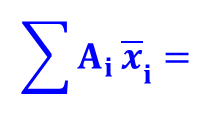 ∑ Aᵢ x̅ᵢ =